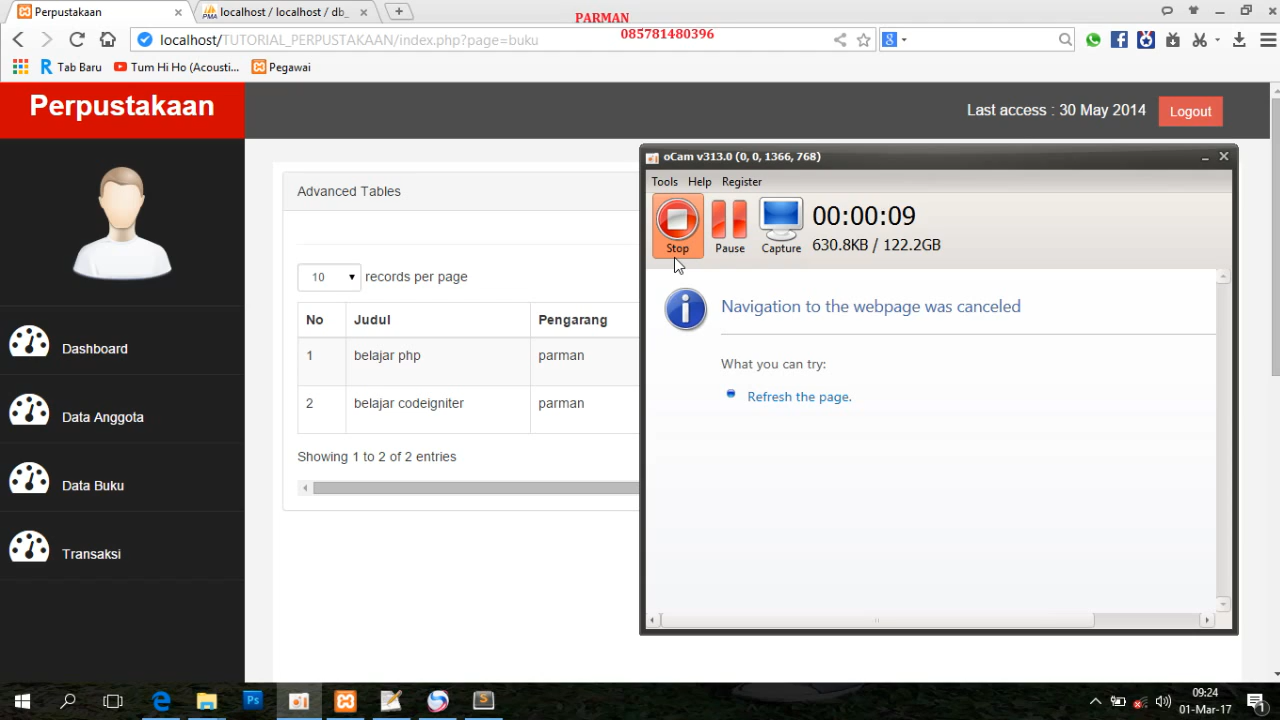 Perpustakaan
localhost / localhost / db_
PARMAN
085781480396
localhost/TUTORIAL_PERPUSTAKAAN/index.php?page=buku
Tab Baru
Tum Hi Ho (Acousti...
Pegawai
Perpustakaan
Last access : 30 May 2014
Logout
Dashboard
Data Anggota
Data Buku
Transaksi
Advanced Tables
10 records per page
No Judul Pengarang
1 belajar php parman
2 belajar codeigniter parman
Showing 1 to 2 of 2 entries
oCam v313.0 (0, 0, 1366, 768)
Tools Help Register
Stop Pause Capture
00:00:09
630.8KB / 122.2GB
Navigation to the webpage was canceled
What you can try:
Refresh the page.
09:24
01-Mar-17